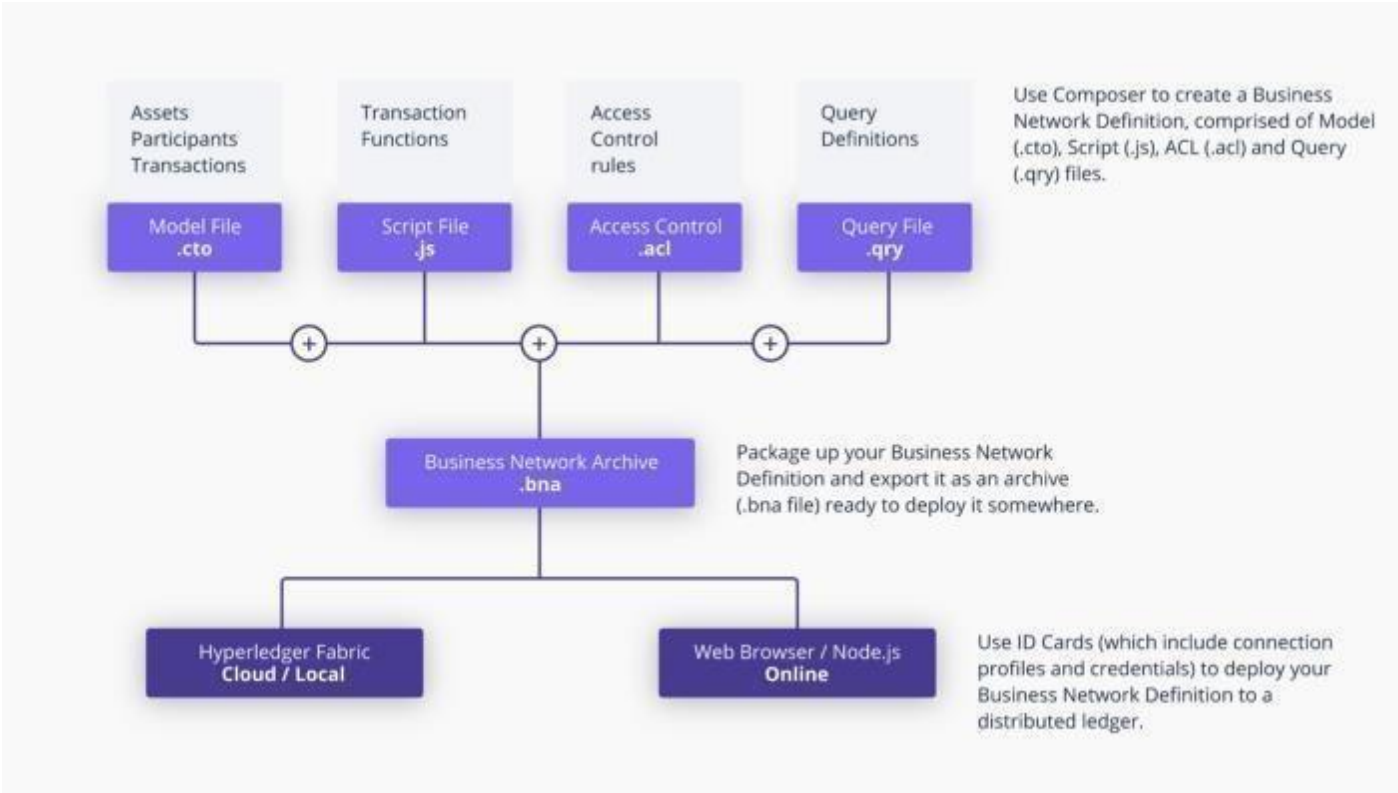 Assets
Participants
Transactions
Model File
.cto
Transaction
Functions
Script File
.js
Access
Control
rules
Access Control
.acl
Query
Definitions
Query File
.qry
Use Composer to create a Business
Network Definition, comprised of Model
(.cto), Script (.js), ACL (.acl) and Query
(.qry) files.
+
+
+
Business Network Archive
.bna
Package up your Business Network
Definition and export it as an archive
(.bna file) ready to deploy it somewhere.
Hyperledger Fabric
Cloud / Local
Web Browser / Node.js
Online
Use ID Cards (which include connection
profiles and credentials) to deploy your
Business Network Definition to a
distributed ledger.